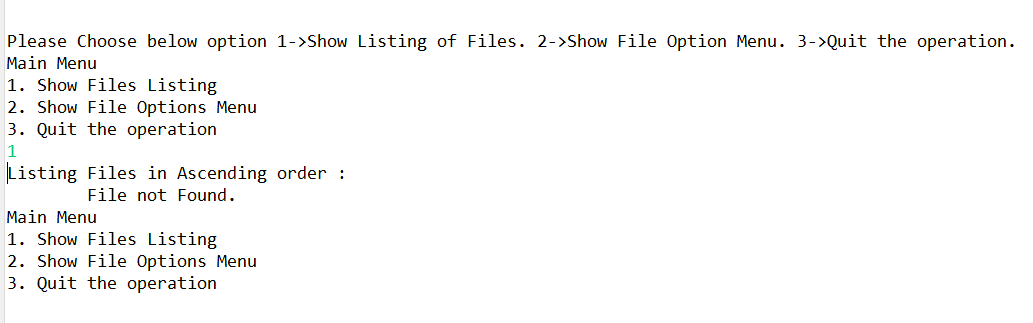 Please Choose below option 1->Show Listing of Files. 2->Show File Option Menu. 3->Quit the operation.
Main Menu
1. Show Files Listing
2. Show File Options Menu
3. Quit the operation
1
Listing Files in Ascending order :
File not Found.
Main Menu
1. Show Files Listing
2. Show File Options Menu
3. Quit the operation